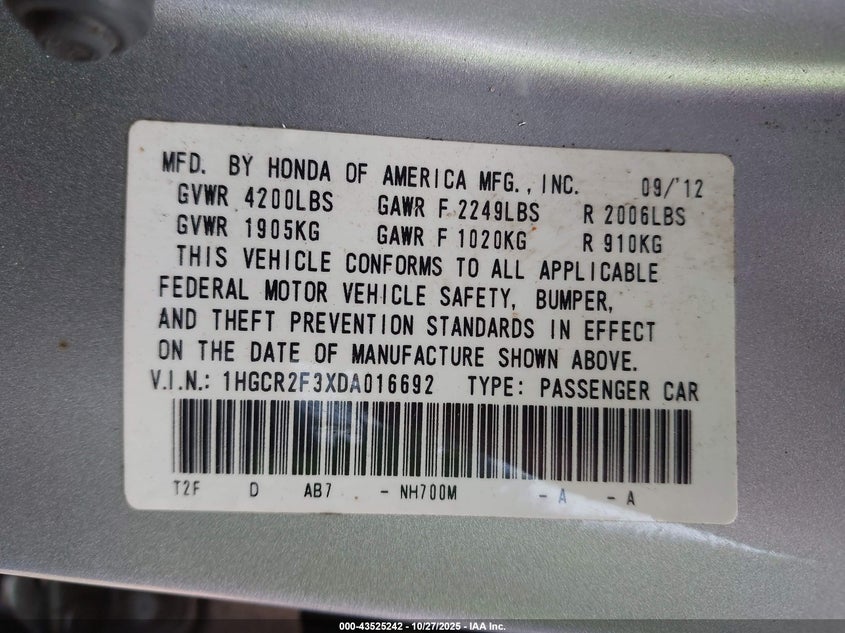 MFD. BY HONDA OF AMERICA MFG., INC. 09/'12
GVWR 4200LBS GAWR F 2249LBS R 2006LBS
GVWR 1905KG GAWR F 1020KG R 910KG
THIS VEHICLE CONFORMS TO ALL APPLICABLE
FEDERAL MOTOR VEHICLE SAFETY, BUMPER,
AND THEFT PREVENTION STANDARDS IN EFFECT
ON THE DATE OF MANUFACTURE SHOWN ABOVE.
V.I.N.: 1HGCR2F3XDA016692 TYPE: PASSENGER CAR
T2F D AB7 - NH700M - A - A
000-43525242 - 10/27/2025 - IAA Inc.